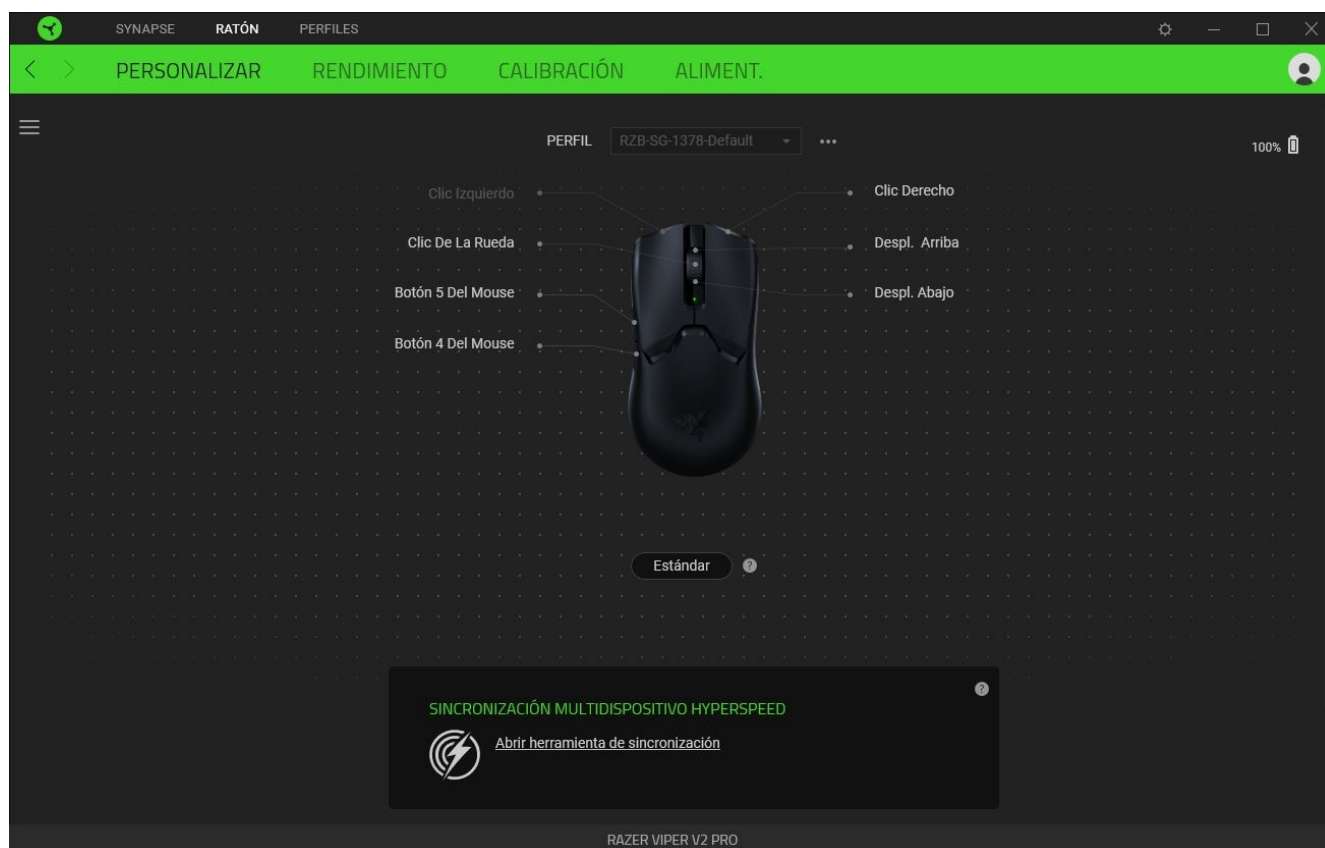 SYNAPSE RATÓN PERFILES
PERSONALIZAR RENDIMIENTO CALIBRACIÓN ALIMENT.
PERFIL RZB-SG-1378-Default
100%
Clic Izquierdo Clic Derecho
Clic De La Rueda Despl. Arriba
Botón 5 Del Mouse Despl. Abajo
Botón 4 Del Mouse
Estándar ?
?
SINCRONIZACIÓN MULTIDISPOSITIVO HYPERSPEED
Abrir herramienta de sincronización
RAZER VIPER V2 PRO